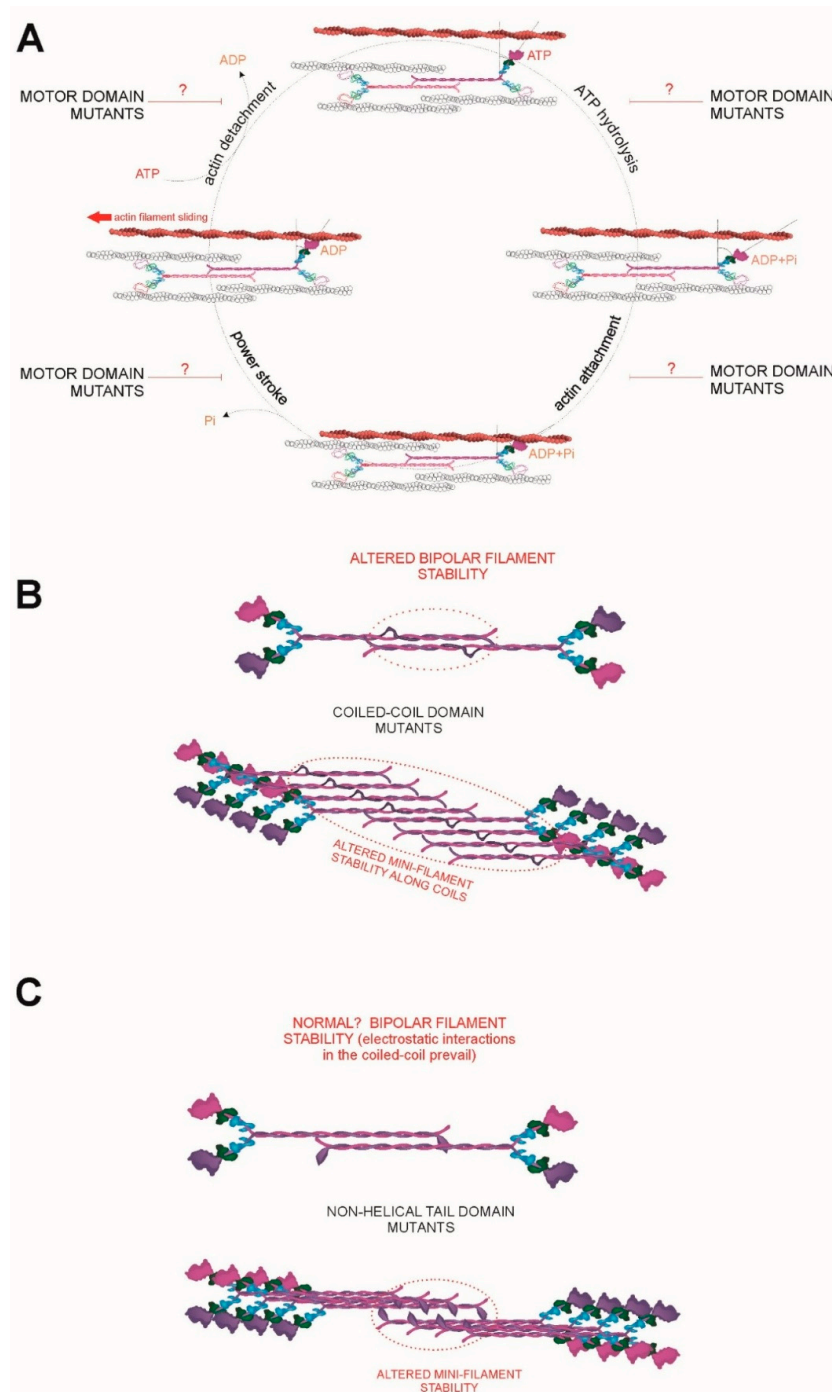 A
ATP
ADP
?
?
MOTOR DOMAIN
MUTANTS
MOTOR DOMAIN
MUTANTS
actin detachment
ATP hydrolysis
ATP
actin filament sliding
ADP
ADP+Pi
?
?
MOTOR DOMAIN
MUTANTS
MOTOR DOMAIN
MUTANTS
power stroke
actin attachment
Pi
ADP+Pi
B
ALTERED BIPOLAR FILAMENT
STABILITY
COILED-COIL DOMAIN
MUTANTS
ALTERED MINI-FILAMENT
STABILITY ALONG COILS
C
NORMAL? BIPOLAR FILAMENT
STABILITY (electrostatic interactions
in the coiled-coil prevail)
NON-HELICAL TAIL DOMAIN
MUTANTS
ALTERED MINI-FILAMENT
STABILITY